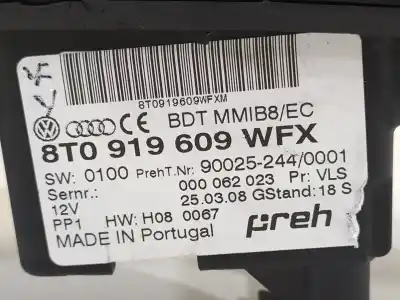 8T0919609WFXM
CE BDT MMIB8/EC
8T0 919 609 WFX
SW: 0100 PrehT.Nr: 90025-244/0001
Sernr.: 000 062 023 Pr: VLS
12V 25.03.08 GStand: 18 S
PP1 HW: H08 0067
MADE IN Portugal preh